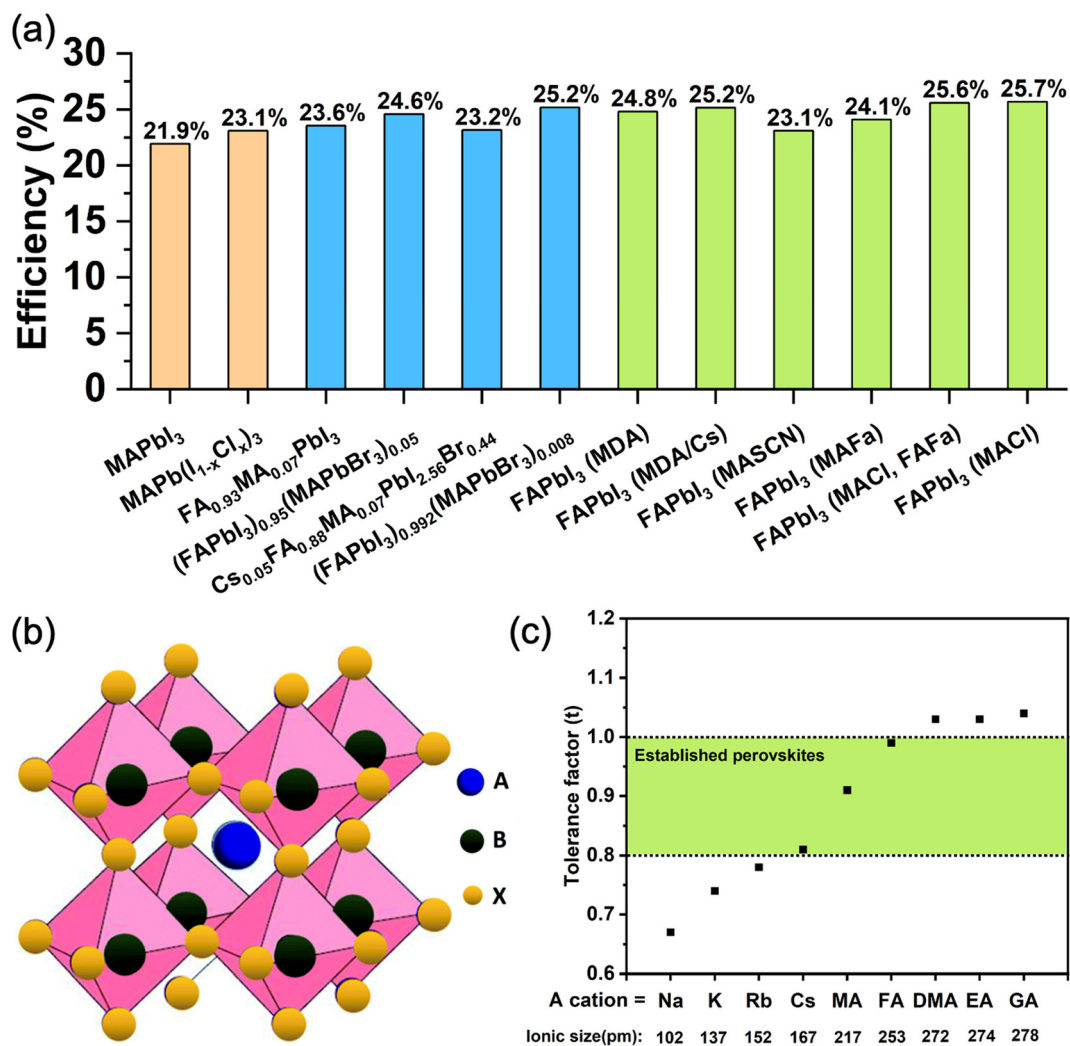 (a)
Efficiency (%)
30
25
20
15
10
5
0
21.9%
23.1%
23.6%
24.6%
23.2%
25.2%
24.8%
25.2%
23.1%
24.1%
25.6%
25.7%
MAPbI3
MAPb(I1-xClx)3
FA0.93MA0.07PbI3
(FAPbI3)0.95(MAPbBr3)0.05
Cs0.05FA0.88MA0.07PbI2.56Br0.44
(FAPbI3)0.992(MAPbBr3)0.008
FAPbI3 (MDA)
FAPbI3 (MDA/Cs)
FAPbI3 (MASCN)
FAPbI3 (MAFa)
FAPbI3 (MACl, FAFa)
FAPbI3 (MACl)
(b)
A
B
X
(c)
Tolerance factor (t)
1.2
1.1
1.0
0.9
0.8
0.7
0.6
Established perovskites
A cation = Na K Rb Cs MA FA DMA EA GA
Ionic size(pm): 102 137 152 167 217 253 272 274 278